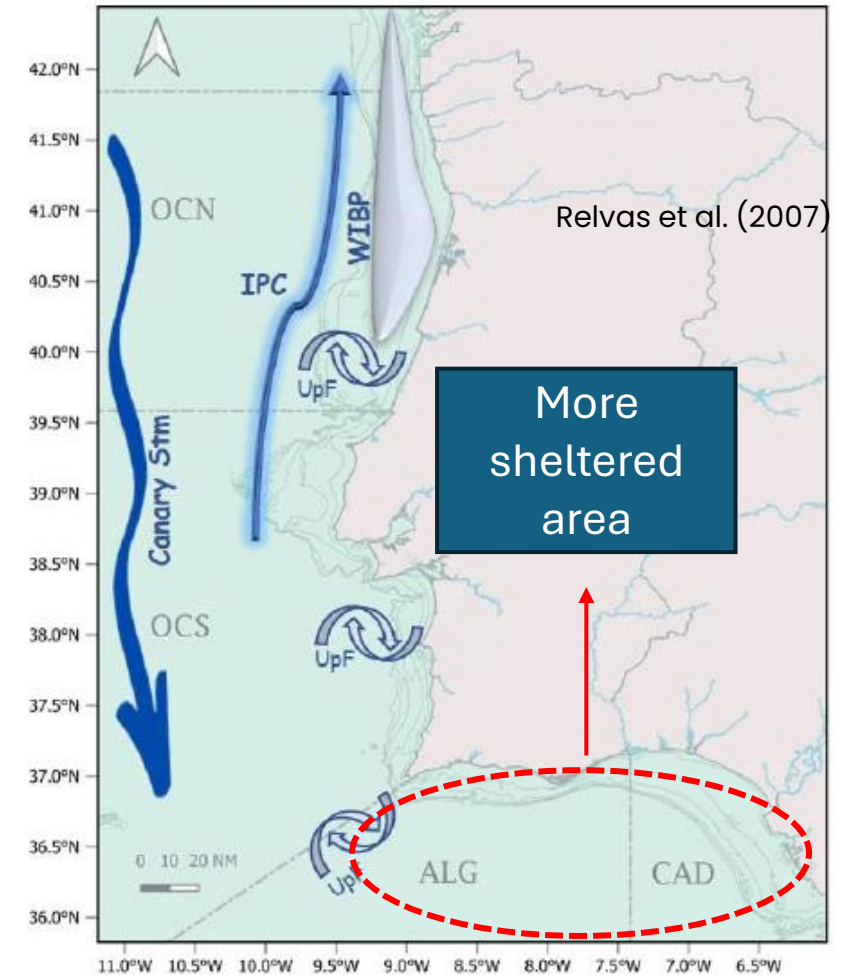 42.0°N
41.5°N
41.0°N
40.5°N
40.0°N
39.5°N
39.0°N
38.5°N
38.0°N
37.5°N
37.0°N
36.5°N
36.0°N
OCN
WIBP
Relvas et al. (2007)
IPC
UpF
More
sheltered
area
Canary Stm
OCS
UpF
0 10 20 NM
UpF
ALG
CAD
11.0°W 10.5°W 10.0°W 9.5°W 9.0°W 8.5°W 8.0°W 7.5°W 7.0°W 6.5°W